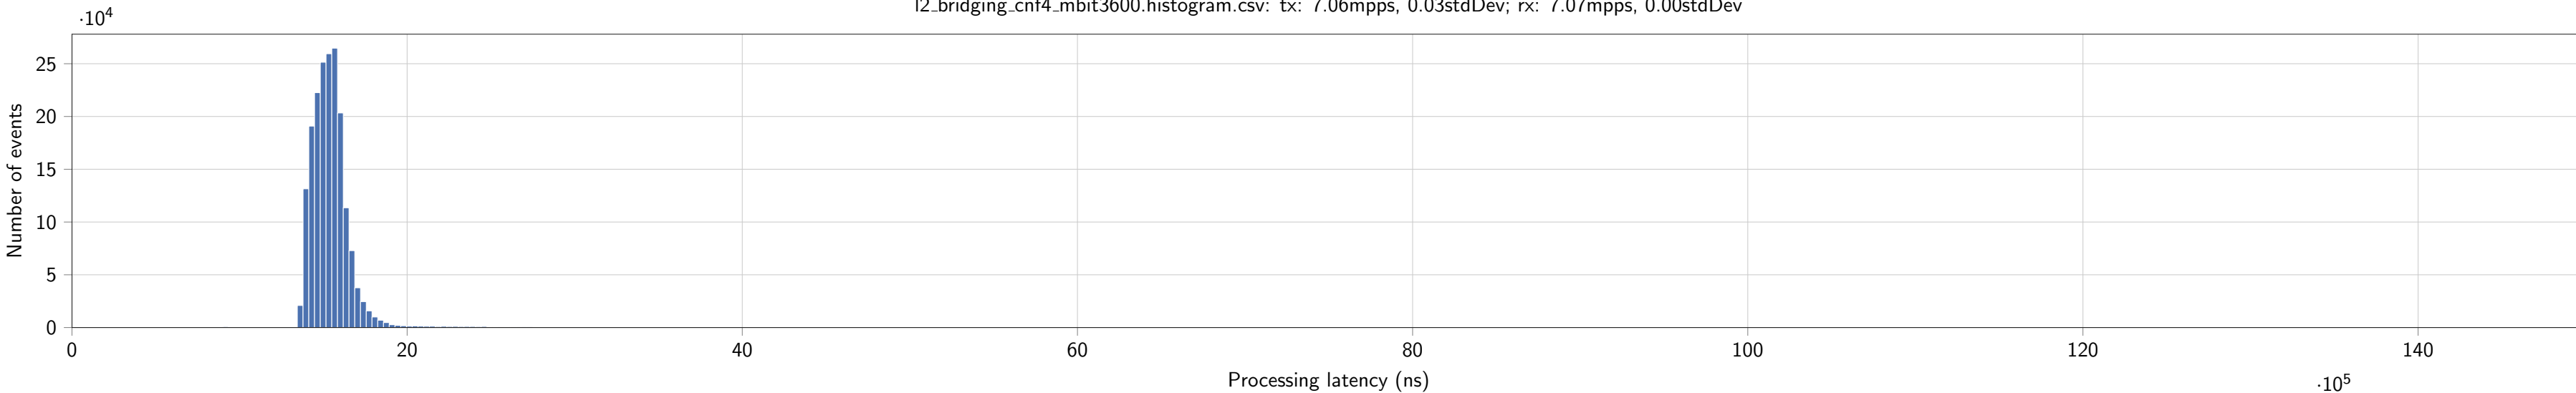 l2_bridging_cnf4_mbit3600.histogram.csv: tx: 7.06mpps, 0.03stdDev; rx: 7.07mpps, 0.00stdDev
·10⁴
25
20
15
10
5
0
Number of events
0 20 40 60 80 100 120 140
Processing latency (ns)
·10⁵